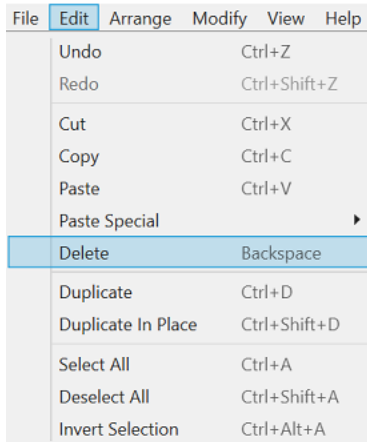 File Edit Arrange Modify View Help
Undo Ctrl+Z
Redo Ctrl+Shift+Z
Cut Ctrl+X
Copy Ctrl+C
Paste Ctrl+V
Paste Special
Delete Backspace
Duplicate Ctrl+D
Duplicate In Place Ctrl+Shift+D
Select All Ctrl+A
Deselect All Ctrl+Shift+A
Invert Selection Ctrl+Alt+A